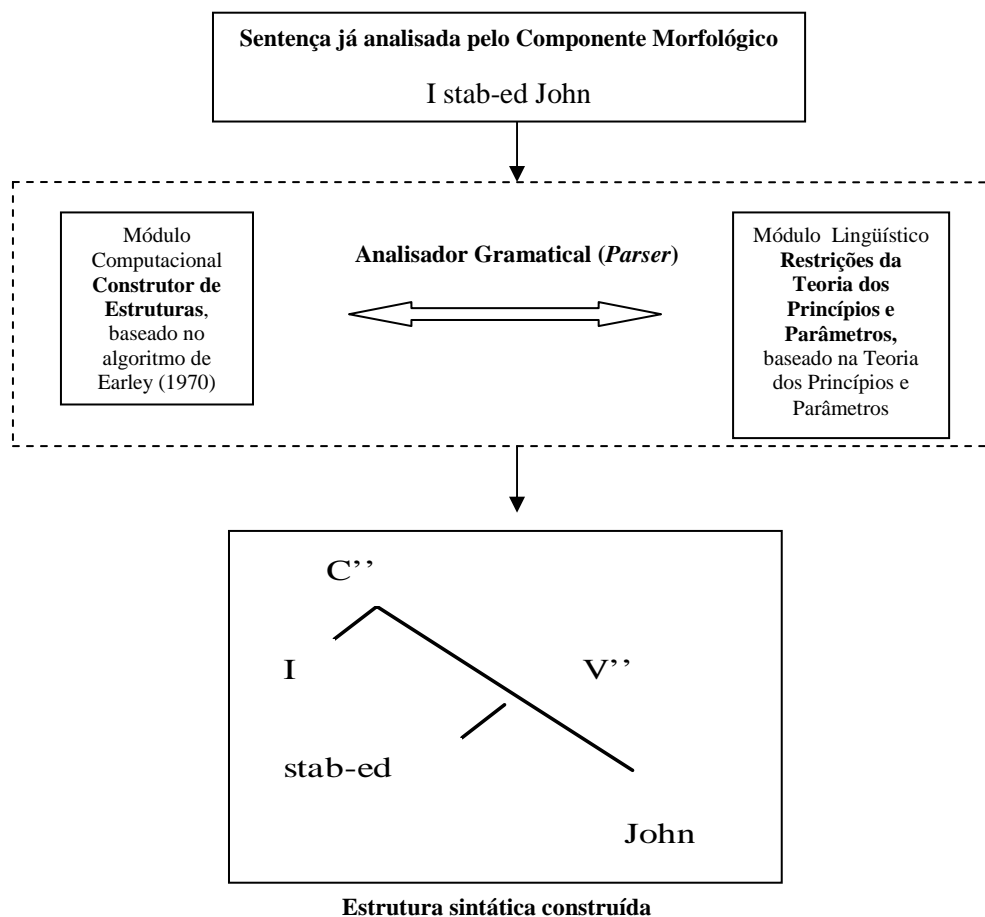 Sentença já analisada pelo Componente Morfológico
I stab-ed John
Módulo
Computacional
Construtor de
Estruturas,
baseado no
algoritmo de
Earley (1970)
Analisador Gramatical (Parser)
Módulo Lingüístico
Restrições da
Teoria dos
Princípios e
Parâmetros,
baseado na Teoria
dos Princípios e
Parâmetros
C’’
I
V’’
stab-ed
John
Estrutura sintática construída